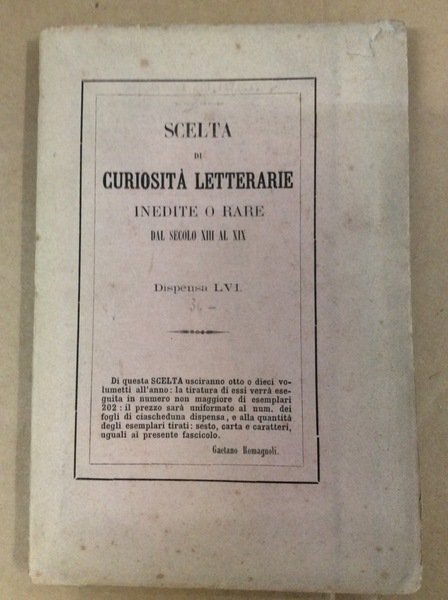 SCELTA
DI
CURIOSITÀ LETTERARIE
INEDITE O RARE
DAL SECOLO XIII AL XIX
Dispensa LVI.
Di questa SCELTA usciranno otto o dieci vo-
lumetti all'anno: la tiratura di essi verrà ese-
guita in numero non maggiore di esemplari
202: il prezzo sarà uniformato al num. dei
fogli di ciascheduna dispensa, e alla quantità
degli esemplari tirati: sesto, carta e caratteri,
uguali al presente fascicolo.
Gaetano Romagnoli.